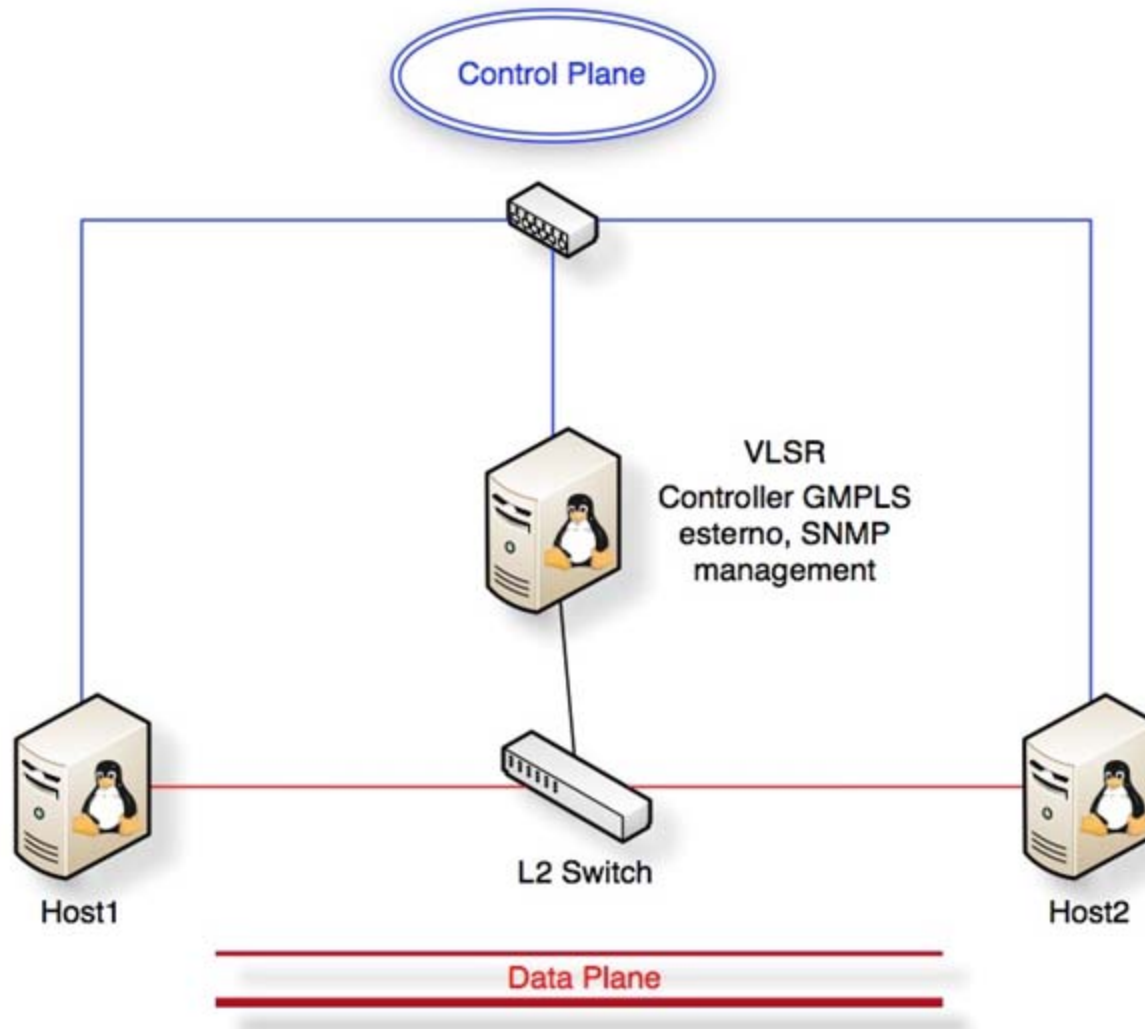 Control Plane
VLSR
Controller GMPLS
esterno, SNMP
management
L2 Switch
Host1
Host2
Data Plane